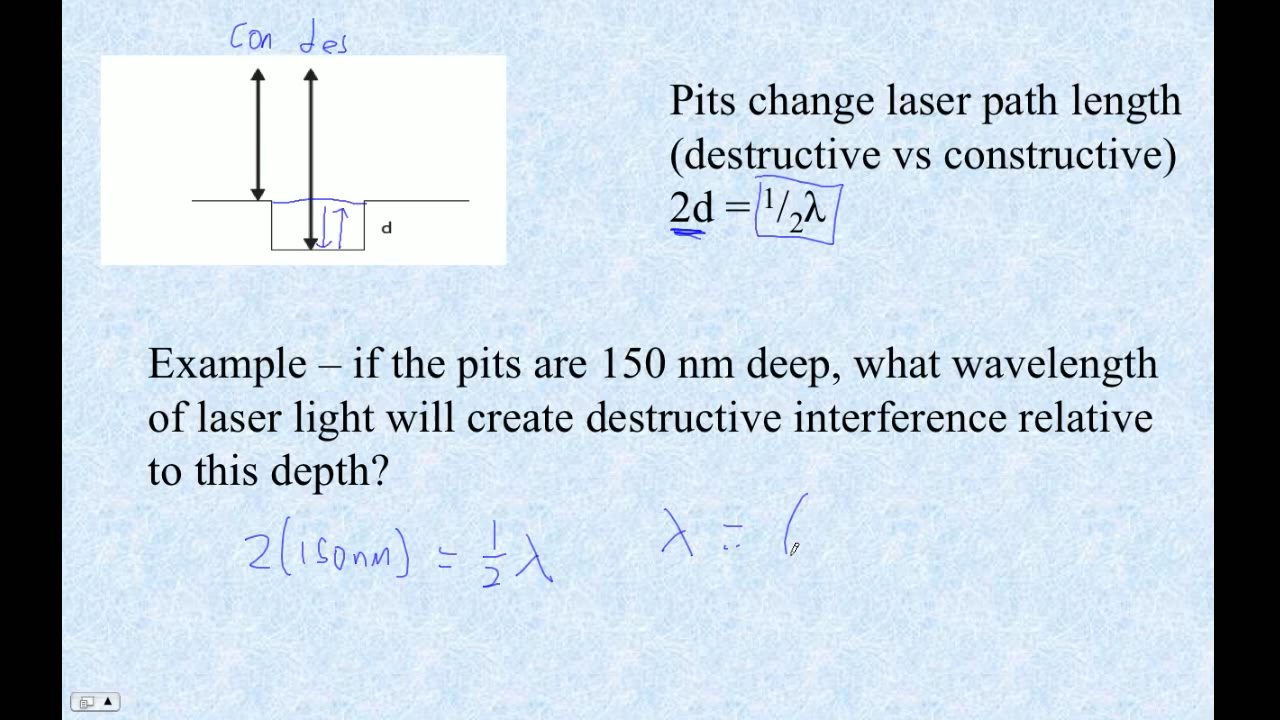 Con des
d
Pits change laser path length
(destructive vs constructive)
2d = 1/2λ
Example – if the pits are 150 nm deep, what wavelength
of laser light will create destructive interference relative
to this depth?
2(150nm) = 1/2 λ
λ = (